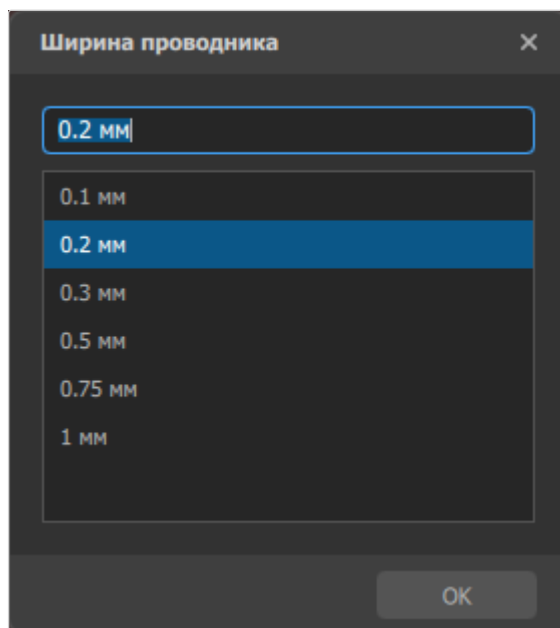 Ширина проводника
0.2 мм
0.1 мм
0.2 мм
0.3 мм
0.5 мм
0.75 мм
1 мм
OK